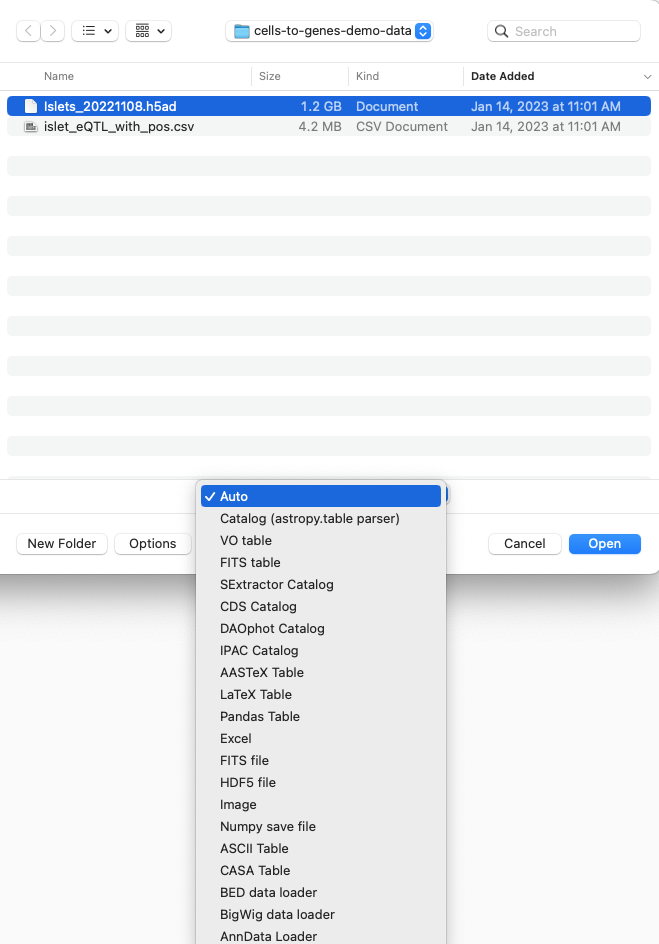 cells-to-genes-demo-data
Search
Name Size Kind Date Added
Islets_20221108.h5ad 1.2 GB Document Jan 14, 2023 at 11:01 AM
islet_eQTL_with_pos.csv 4.2 MB CSV Document Jan 14, 2023 at 11:01 AM
New Folder Options Cancel Open
✓ Auto
Catalog (astropy.table parser)
VO table
FITS table
SExtractor Catalog
CDS Catalog
DAOphot Catalog
IPAC Catalog
AASTeX Table
LaTeX Table
Pandas Table
Excel
FITS file
HDF5 file
Image
Numpy save file
ASCII Table
CASA Table
BED data loader
BigWig data loader
AnnData Loader